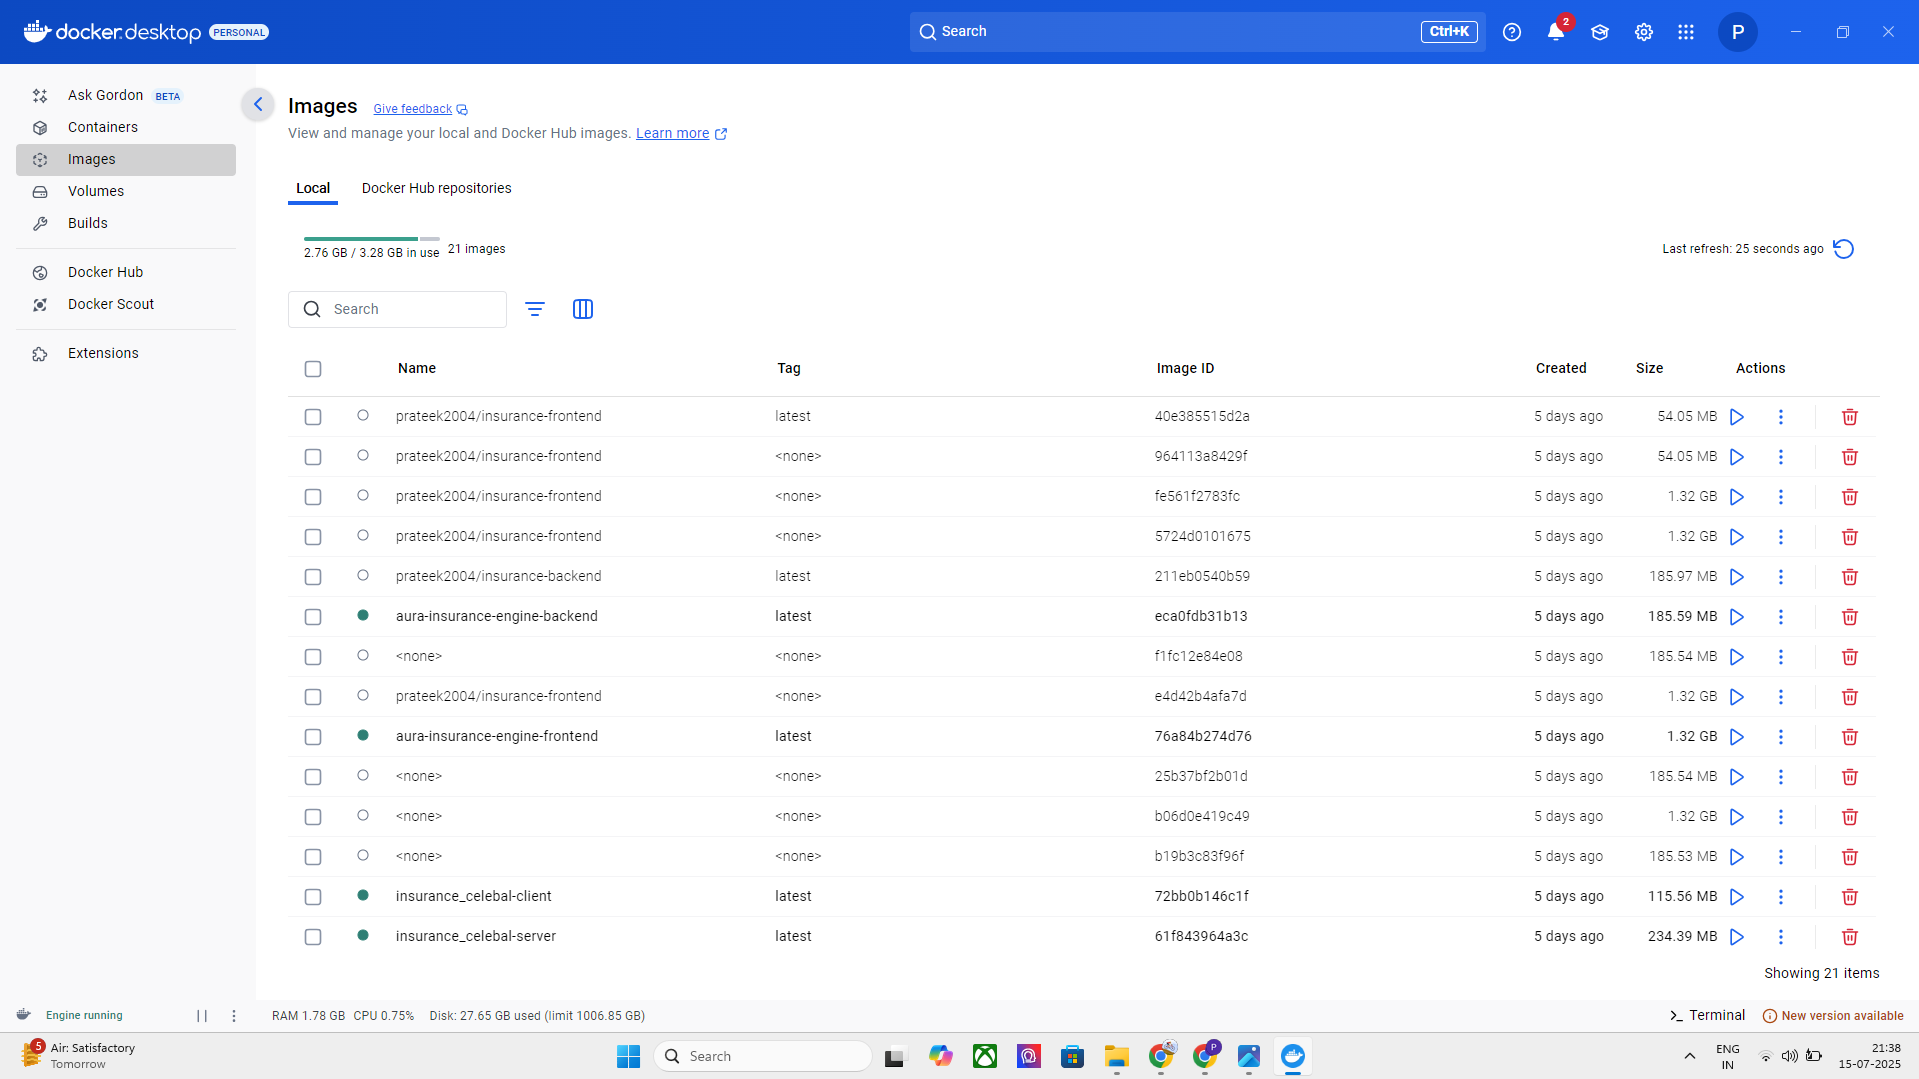 docker.desktop PERSONAL
Search
Ctrl+K
2
P
Ask Gordon BETA
Containers
Images
Volumes
Builds
Docker Hub
Docker Scout
Extensions
Images Give feedback
View and manage your local and Docker Hub images. Learn more
Local Docker Hub repositories
2.76 GB / 3.28 GB in use 21 images
Last refresh: 25 seconds ago
Search
Name Tag Image ID Created Size Actions
prateek2004/insurance-frontend latest 40e385515d2a 5 days ago 54.05 MB
prateek2004/insurance-frontend <none> 964113a8429f 5 days ago 54.05 MB
prateek2004/insurance-frontend <none> fe561f2783fc 5 days ago 1.32 GB
prateek2004/insurance-frontend <none> 5724d0101675 5 days ago 1.32 GB
prateek2004/insurance-backend latest 211eb0540b59 5 days ago 185.97 MB
aura-insurance-engine-backend latest eca0fdb31b13 5 days ago 185.59 MB
<none> <none> f1fc12e84e08 5 days ago 185.54 MB
prateek2004/insurance-frontend <none> e4d42b4afa7d 5 days ago 1.32 GB
aura-insurance-engine-frontend latest 76a84b274d76 5 days ago 1.32 GB
<none> <none> 25b37bf2b01d 5 days ago 185.54 MB
<none> <none> b06d0e419c49 5 days ago 1.32 GB
<none> <none> b19b3c83f96f 5 days ago 185.53 MB
insurance_celebal-client latest 72bb0b146c1f 5 days ago 115.56 MB
insurance_celebal-server latest 61f843964a3c 5 days ago 234.39 MB
Showing 21 items
Engine running
RAM 1.78 GB CPU 0.75% Disk: 27.65 GB used (limit 1006.85 GB)
Terminal New version available
5
Air: Satisfactory
Tomorrow
Search
P
ENG
IN
21:38
15-07-2025